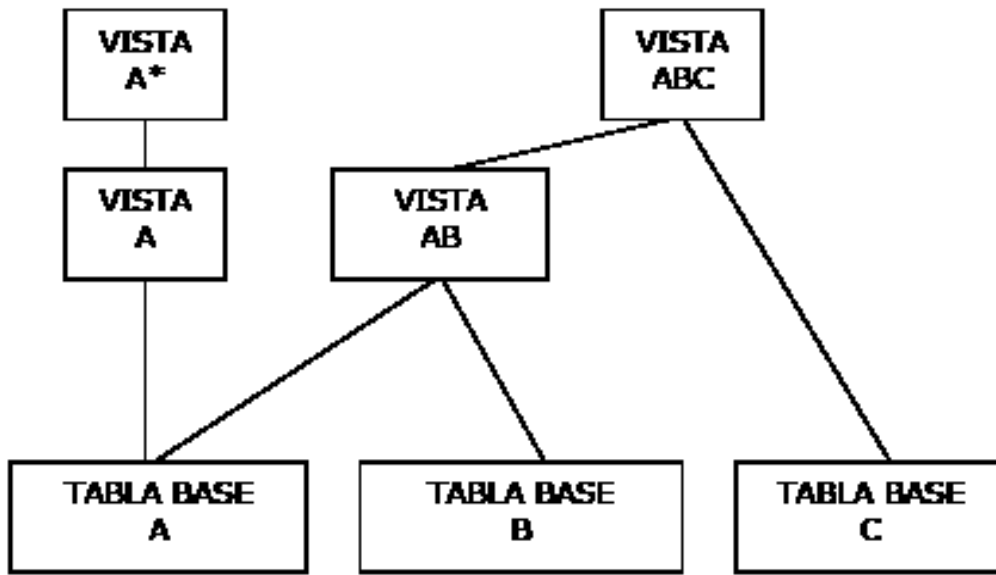 VISTA
A*
VISTA
ABC
VISTA
A
VISTA
AB
TABLA BASE
A
TABLA BASE
B
TABLA BASE
C